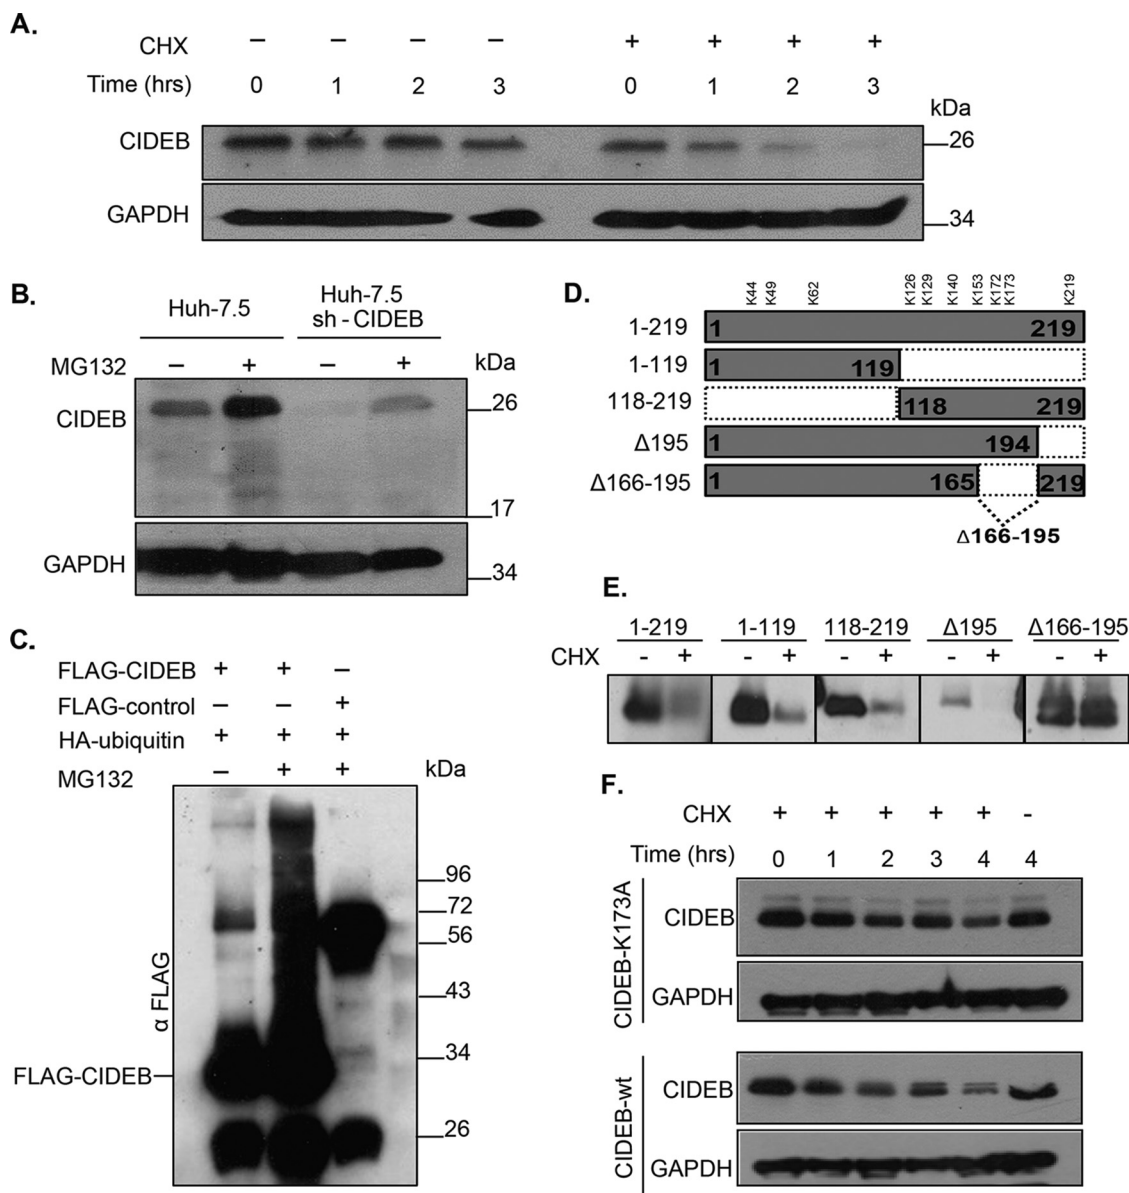 A.
CHX – – – – + + + +
Time (hrs) 0 1 2 3 0 1 2 3
kDa
CIDEB 26
GAPDH 34
B.
Huh-7.5 Huh-7.5 sh-CIDEB
MG132 – + – + kDa
CIDEB 26
17
GAPDH 34
C.
FLAG-CIDEB + + –
FLAG-control – – +
HA-ubiquitin + + +
MG132 – + + kDa
96
72
56
43
34
26
α FLAG
FLAG-CIDEB
D.
K44 K49 K62 K126 K129 K140 K153 K172 K173 K219
1-219 1 219
1-119 1 119
118-219 118 219
Δ195 1 194
Δ166-195 1 165 219
Δ166-195
E.
1-219 1-119 118-219 Δ195 Δ166-195
CHX - + - + - + - + - +
F.
CHX + + + + + -
Time (hrs) 0 1 2 3 4 4
CIDEB-K173A
CIDEB
GAPDH
CIDEB-wt
CIDEB
GAPDH